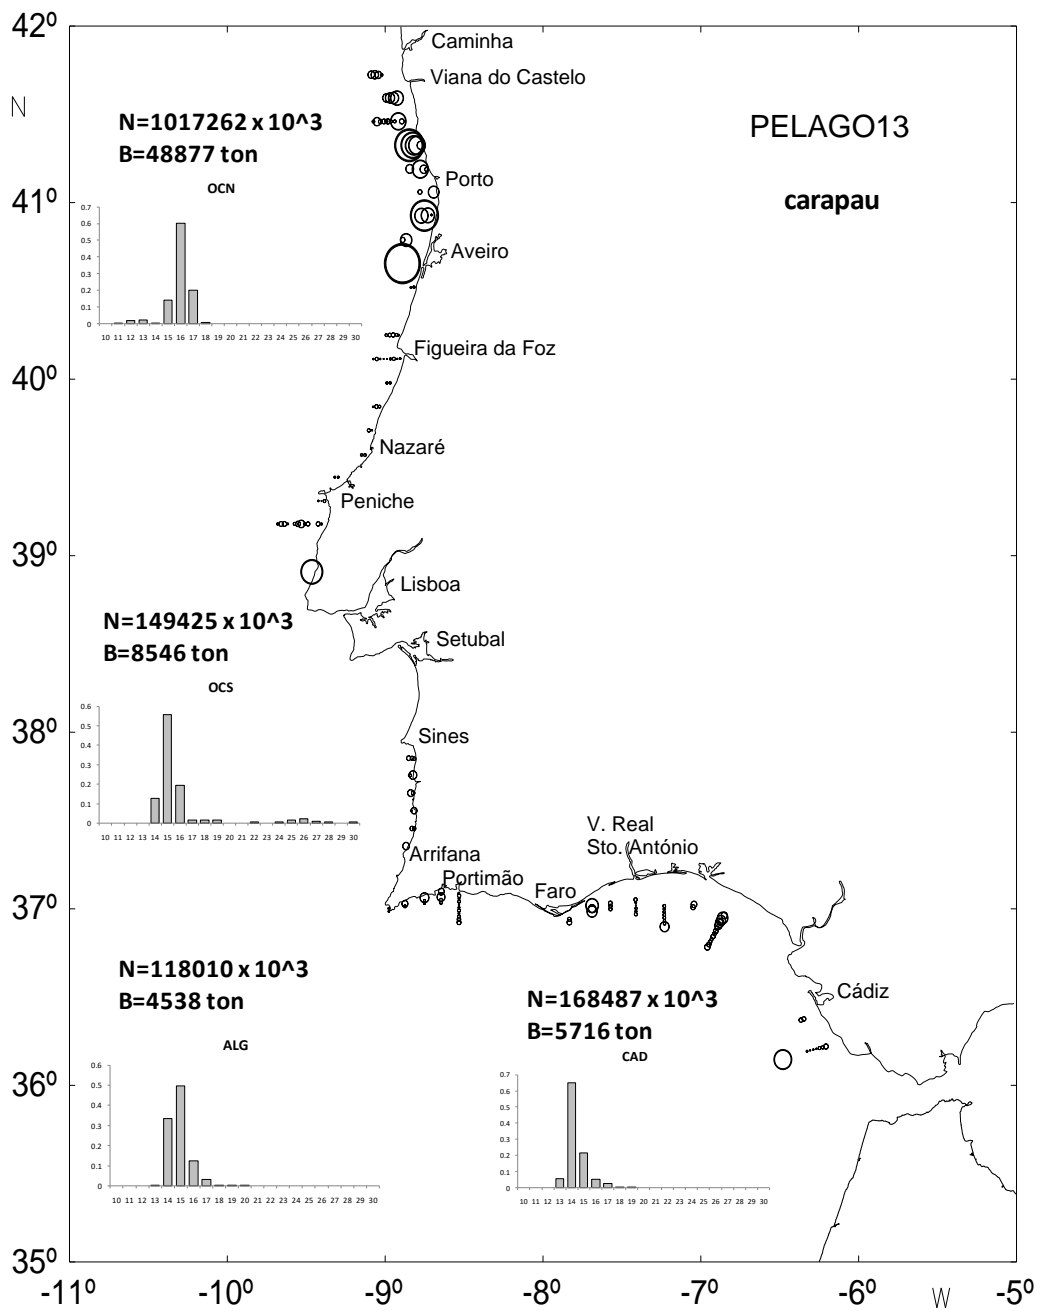 42⁰
Caminha
Viana do Castelo
N
N=1017262 x 10^3
PELAGO13
B=48877 ton
Porto
OCN
carapau
41⁰
0.7
0.6
0.5
0.4
0.3
0.2
0.1
0
10 11 12 13 14 15 16 17 18 19 20 21 22 23 24 25 26 27 28 29 30
Aveiro
Figueira da Foz
40⁰
Nazaré
Peniche
39⁰
Lisboa
N=149425 x 10^3
B=8546 ton
Setubal
OCS
0.6
0.5
0.4
0.3
0.2
0.1
0
10 11 12 13 14 15 16 17 18 19 20 21 22 23 24 25 26 27 28 29 30
38⁰
Sines
V. Real
Sto. António
Arrifana
Portimão
Faro
37⁰
N=118010 x 10^3
B=4538 ton
Cádiz
N=168487 x 10^3
B=5716 ton
ALG
0.6
0.5
0.4
0.3
0.2
0.1
0
10 11 12 13 14 15 16 17 18 19 20 21 22 23 24 25 26 27 28 29 30
CAD
0.7
0.6
0.5
0.4
0.3
0.2
0.1
0
10 11 12 13 14 15 16 17 18 19 20 21 22 23 24 25 26 27 28 29 30
36⁰
35⁰
-11⁰ -10⁰ -9⁰ -8⁰ -7⁰ -6⁰ W -5⁰